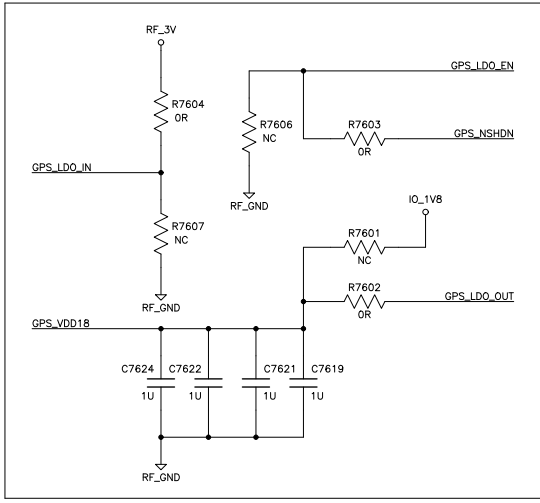 RF_3V
GPS_LDO_EN
R7604
0R
R7606
NC
R7603
0R
GPS_NSHDN
GPS_LDO_IN
RF_GND
IO_1V8
R7607
NC
R7601
NC
R7602
0R
GPS_LDO_OUT
RF_GND
GPS_VDD18
C7624
C7622
C7621
C7619
1U
1U
1U
1U
RF_GND